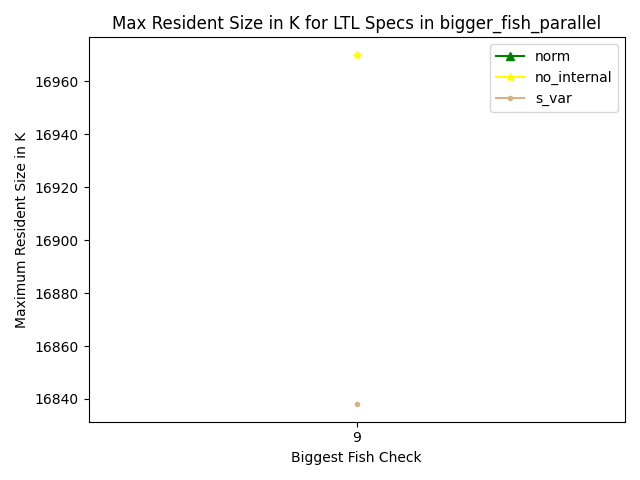 Max Resident Size in K for LTL Specs in bigger_fish_parallel
norm
no_internal
s_var
16960
16940
16920
16900
16880
16860
16840
Maximum Resident Size in K
9
Biggest Fish Check